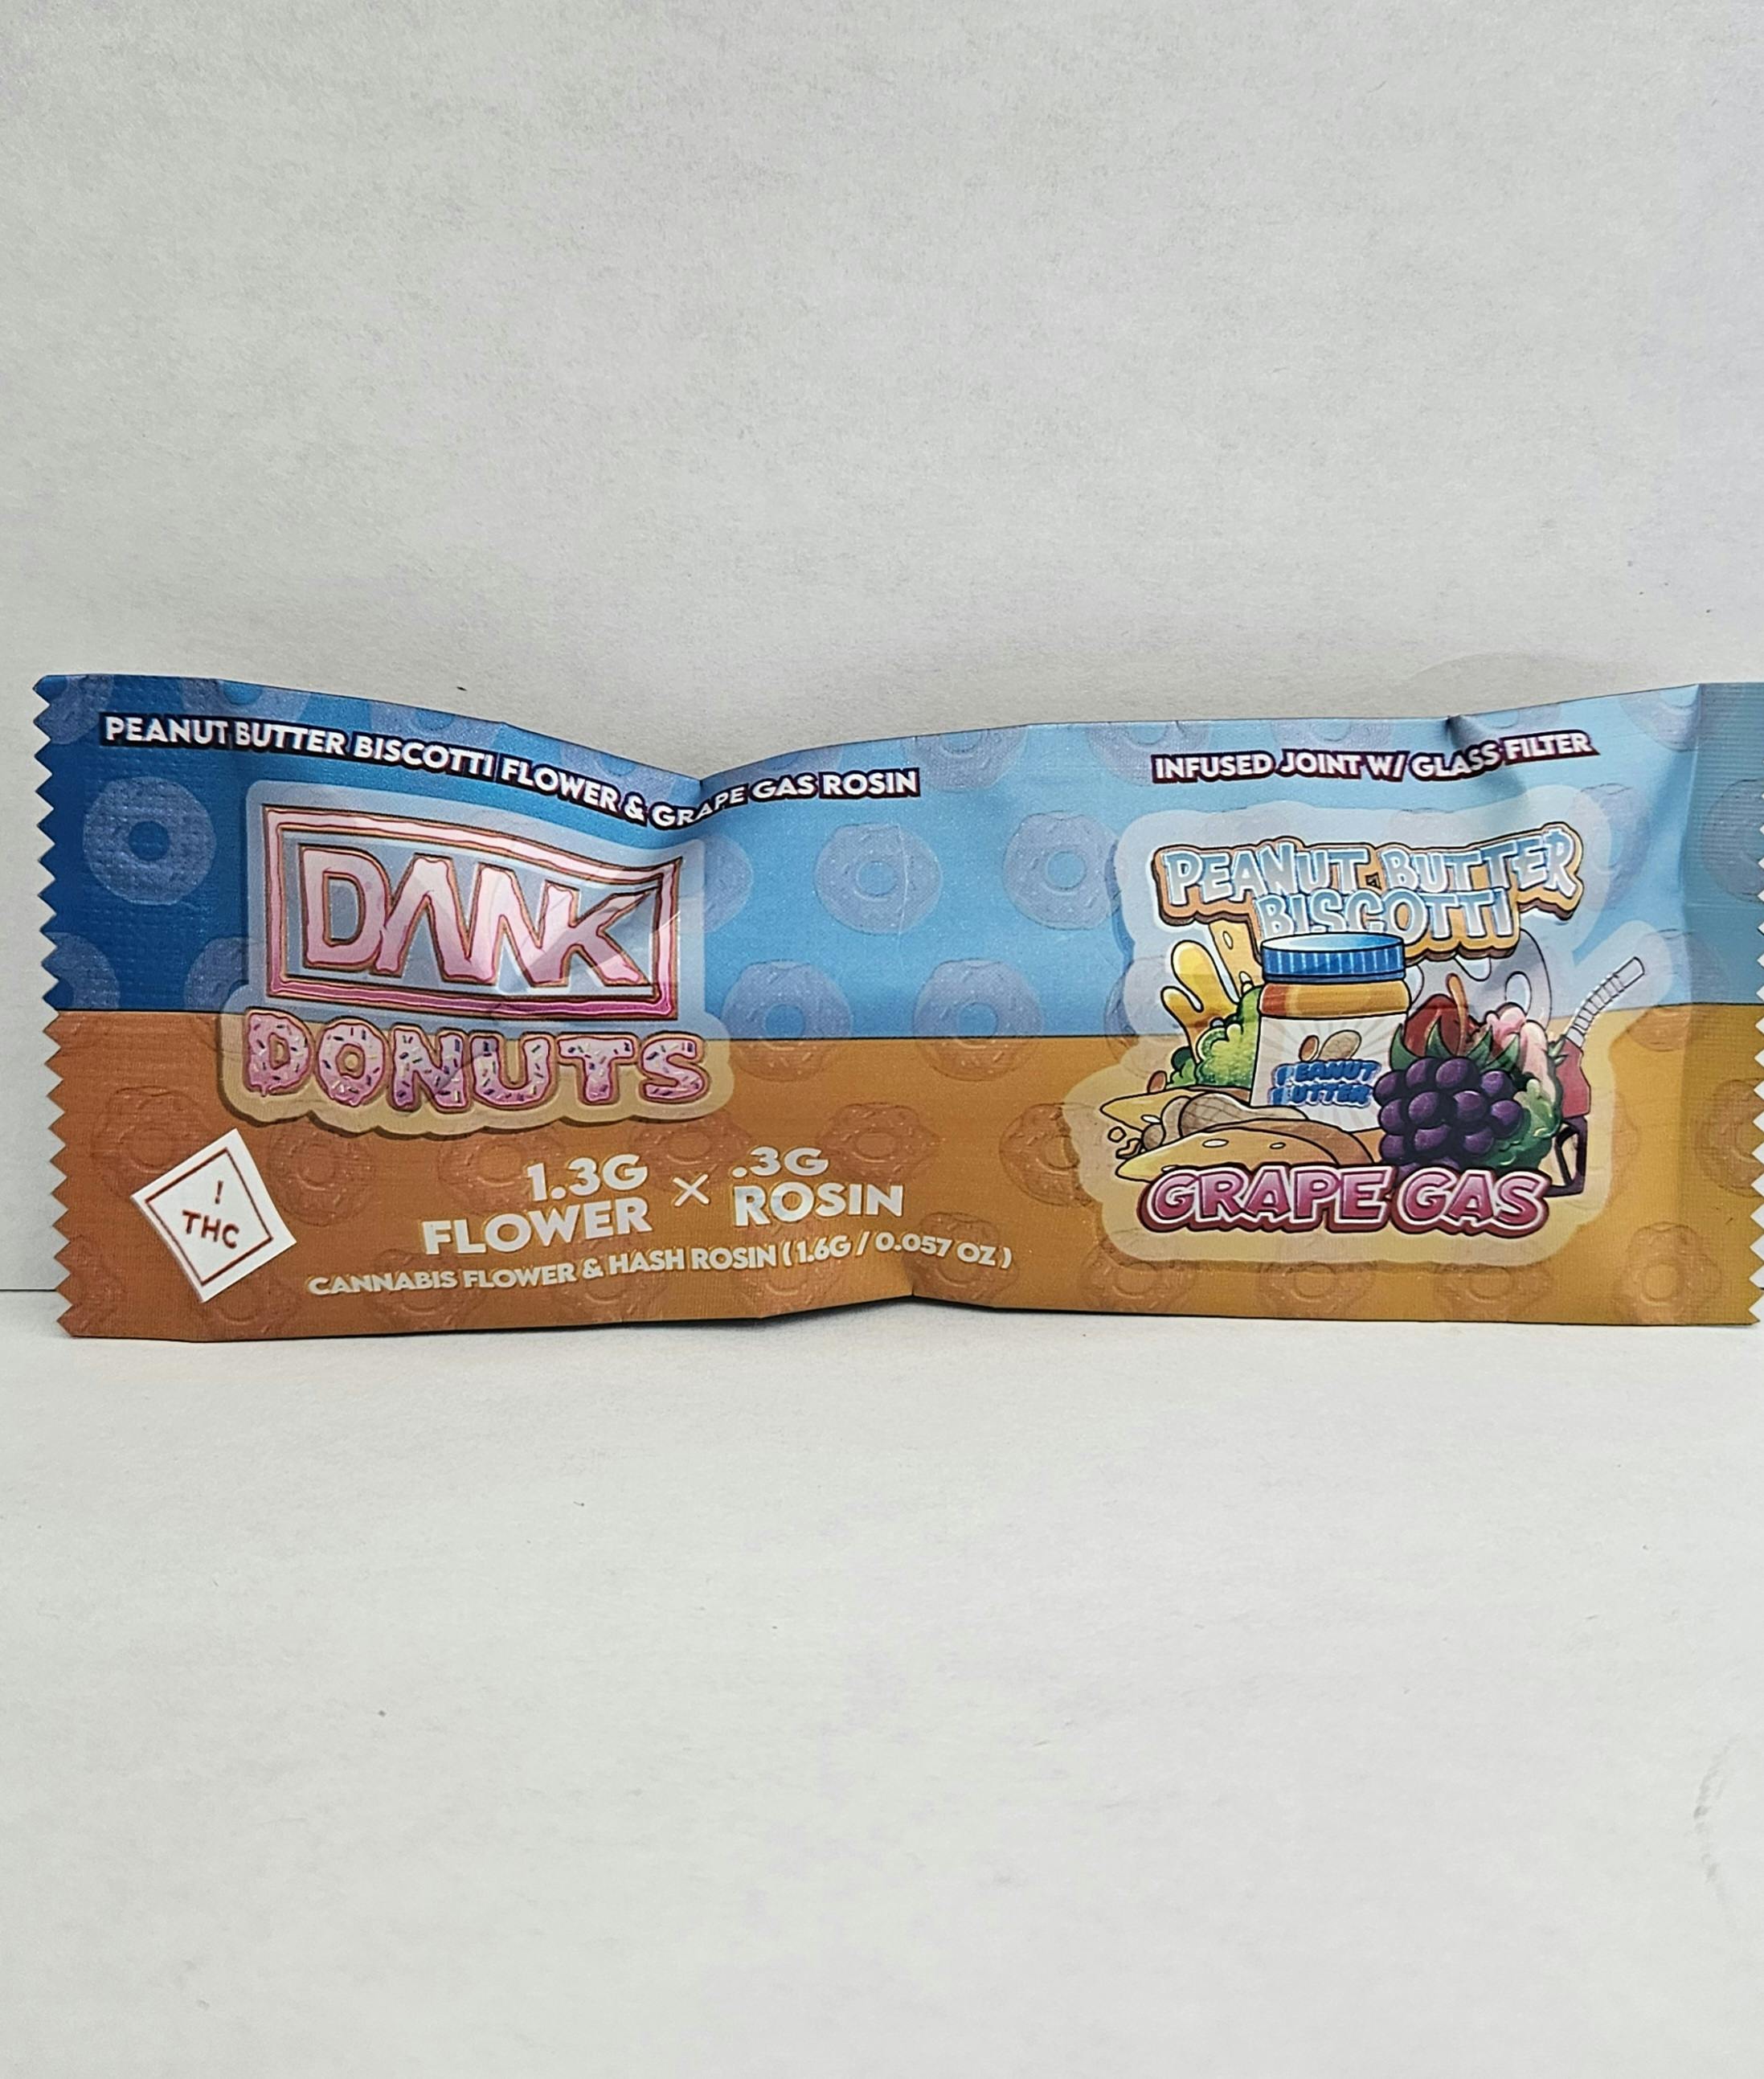 PEANUT BUTTER BISCOTTI FLOWER & GRAPE GAS ROSIN
INFUSED JOINT W/ GLASS FILTER
DANK
DONUTS
PEANUT BUTTER
BISCOTTI
PEANUT
BUTTER
GRAPE GAS
!
THC
1.3G
FLOWER
×
.3G
ROSIN
CANNABIS FLOWER & HASH ROSIN ( 1.6G / 0.057 OZ )